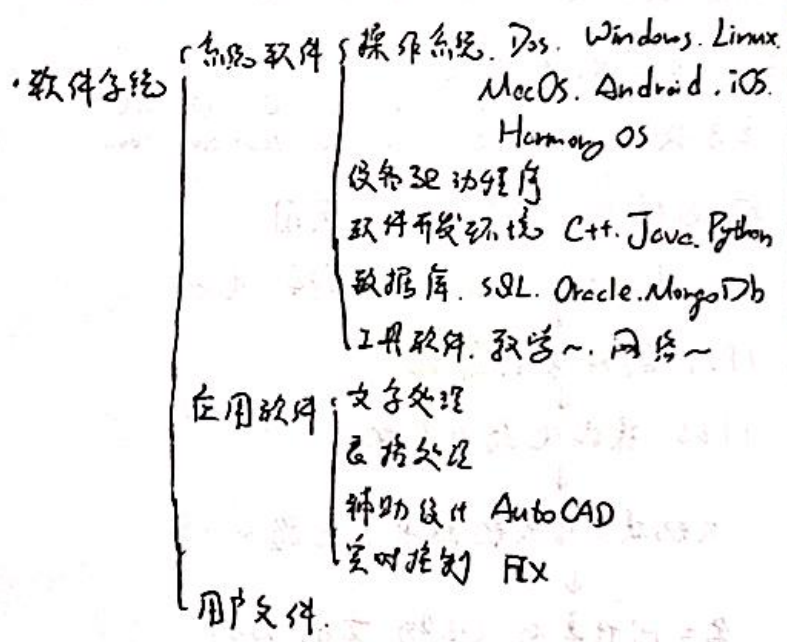 ·软件系统
系统软件
操作系统. Dos. Windows. Linux.
MacOS. Android. iOS.
Harmony OS
设备驱动程序
软件开发环境 C++. Java. Python
数据库. SQL. Oracle. MongoDb
工具软件. 教学~. 网络~
应用软件:
文字处理
表格处理
辅助设计 AutoCAD
实时控制 FIX
用户文件.